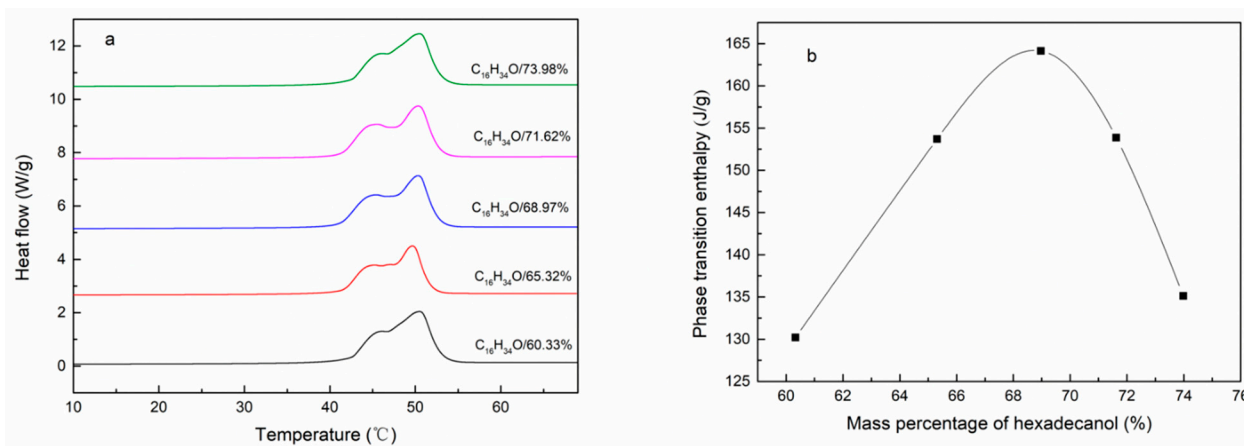 a
12
10
8
6
4
2
0
Heat flow (W/g)
C₁₆H₃₄O/73.98%
C₁₆H₃₄O/71.62%
C₁₆H₃₄O/68.97%
C₁₆H₃₄O/65.32%
C₁₆H₃₄O/60.33%
10 20 30 40 50 60
Temperature (℃)
b
165
160
155
150
145
140
135
130
125
Phase transition enthalpy (J/g)
60 62 64 66 68 70 72 74 76
Mass percentage of hexadecanol (%)